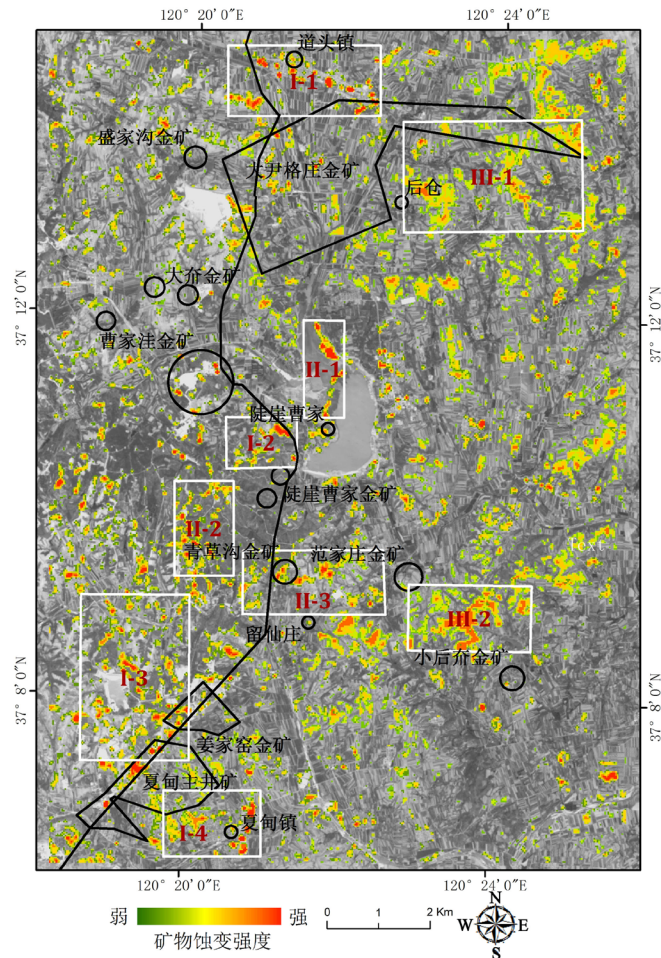 120° 20′ 0″E
120° 24′ 0″E
道头镇
I-1
盛家沟金矿
大尹格庄金矿
III-1
后仓
大疥金矿
37° 12′ 0″N
37° 12′ 0″N
曹家洼金矿
II-1
陡崖曹家
I-2
陡崖曹家金矿
II-2
青草沟金矿
范家庄金矿
Text
II-3
III-2
留仙庄
小后疥金矿
I-3
37° 8′ 0″N
37° 8′ 0″N
姜家窑金矿
夏甸主井矿
I-4
夏甸镇
120° 20′ 0″E
120° 24′ 0″E
弱
强
矿物蚀变强度
0 1 2 Km
N
W
E
S